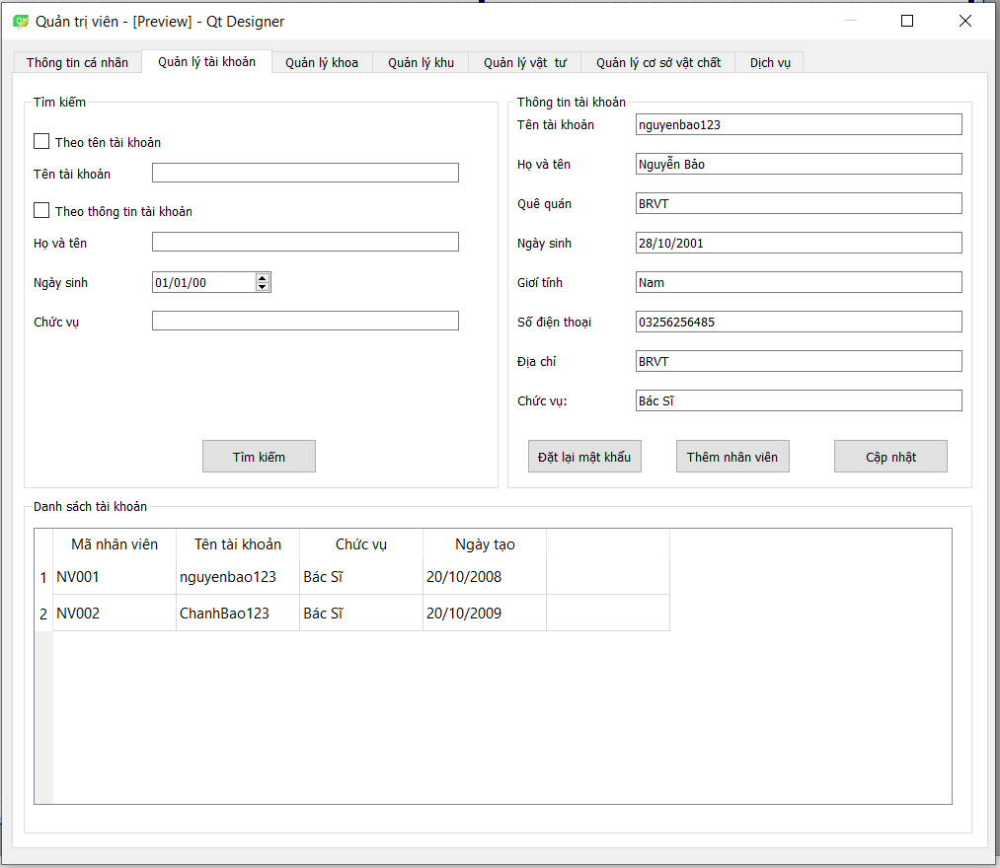 Quản trị viên - [Preview] - Qt Designer
Thông tin cá nhân
Quản lý tài khoản
Quản lý khoa
Quản lý khu
Quản lý vật tư
Quản lý cơ sở vật chất
Dịch vụ
Tìm kiếm
Theo tên tài khoản
Tên tài khoản
Theo thông tin tài khoản
Họ và tên
Ngày sinh 01/01/00
Chức vụ
Tìm kiếm
Thông tin tài khoản
Tên tài khoản nguyenbao123
Họ và tên Nguyễn Bảo
Quê quán BRVT
Ngày sinh 28/10/2001
Giơí tính Nam
Số điện thoại 03256256485
Địa chỉ BRVT
Chức vụ: Bác Sĩ
Đặt lại mật khẩu
Thêm nhân viên
Cập nhật
Danh sách tài khoản
Mã nhân viên Tên tài khoản Chức vụ Ngày tạo
1 NV001 nguyenbao123 Bác Sĩ 20/10/2008
2 NV002 ChanhBao123 Bác Sĩ 20/10/2009